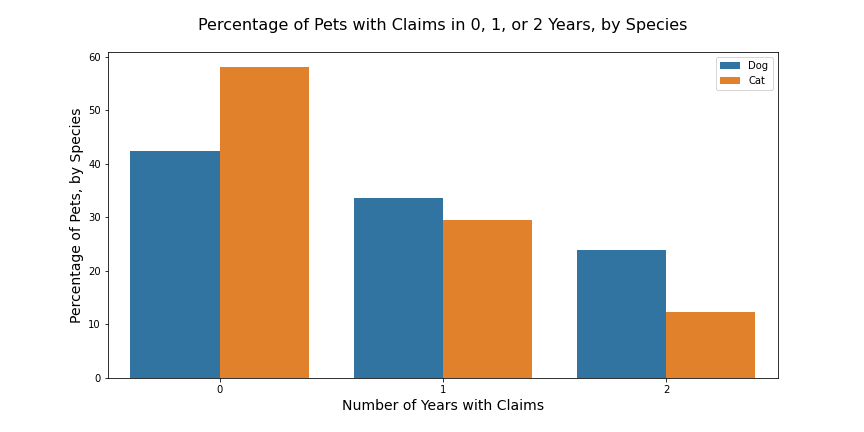 Percentage of Pets with Claims in 0, 1, or 2 Years, by Species
Dog
Cat
Percentage of Pets, by Species
60
50
40
30
20
10
0
0 1 2
Number of Years with Claims